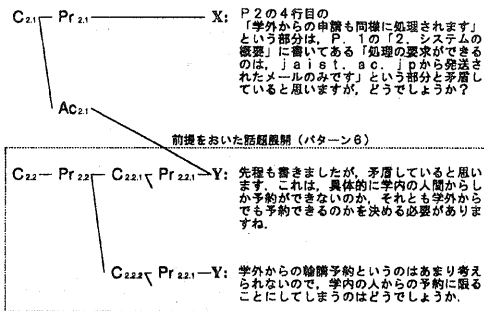 C2.1 Pr2.1 X: P2の4行目の
「学外からの申請も同様に処理されます」
という部分は，P．1の「2．システムの
概要」に書いてある「処理の要求ができる
のは，jaist．ac．jpから発送さ
れたメールのみです」という部分と矛盾し
ていると思いますが，どうでしょうか？
Ac2.1
前提をおいた話題展開（パターン6）
C2.2 Pr2.2 C2.2.1 Pr2.2.1 Y: 先程も書きましたが，矛盾していると思い
ます．これは，具体的に学内の人間からし
か予約ができないのか，それとも学外から
でも予約できるのかを決める必要がありま
すね．
C2.2.2 Pr2.2.1 Y: 学外からの輪講予約というのはあまり考え
られないので，学内の人からの予約に限る
ことにしてしまうのはどうでしょうか．